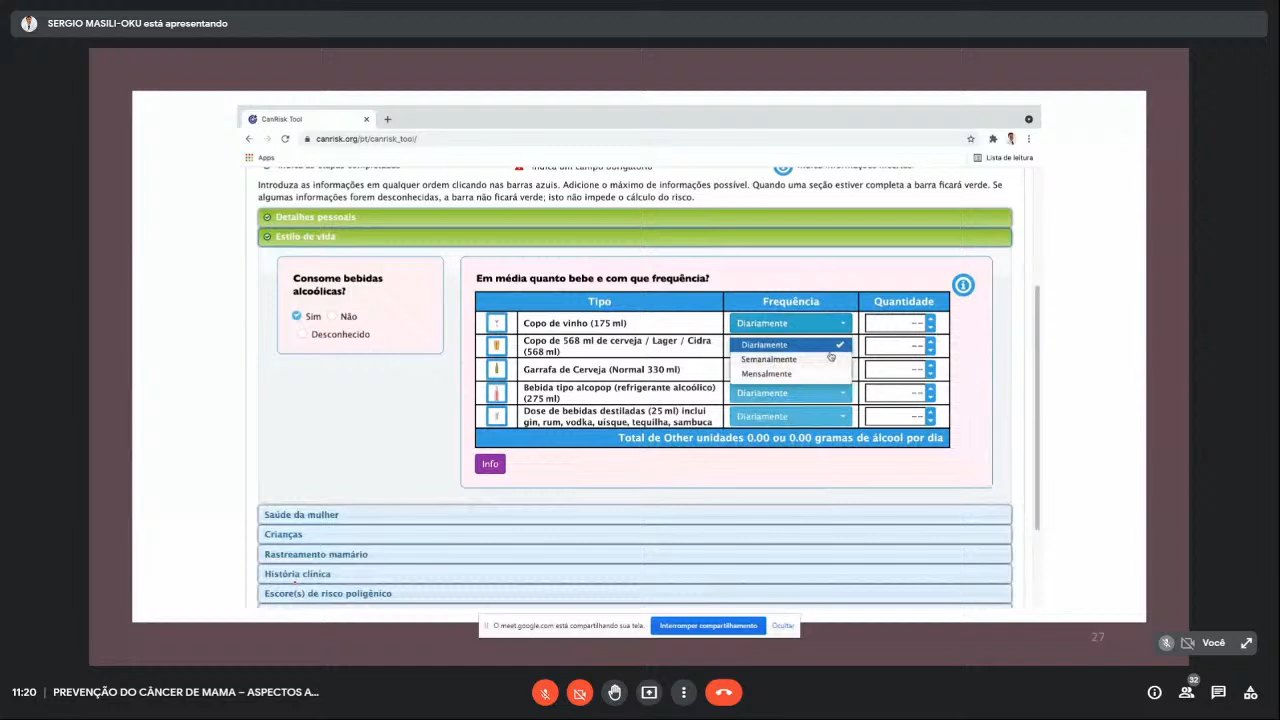 SERGIO MASILI-OKU está apresentando
CanRisk Tool
canrisk.org/pt/canrisk_tool/
Apps
Lista de leitura
Indica um campo obrigatório
Introduza as informações em qualquer ordem clicando nas barras azuis. Adicione o máximo de informações possível. Quando uma seção estiver completa a barra ficará verde. Se
algumas informações forem desconhecidas, a barra não ficará verde; isto não impede o cálculo do risco.
Detalhes pessoais
Estilo de vida
Consome bebidas
alcoólicas?
Sim Não
Desconhecido
Em média quanto bebe e com que frequência?
Tipo Frequência Quantidade
Copo de vinho (175 ml) Diariamente --
Copo de 568 ml de cerveja / Lager / Cidra
(568 ml) --
Diariamente
Semanalmente
Mensalmente
Garrafa de Cerveja (Normal 330 ml) --
Bebida tipo alcopop (refrigerante alcoólico)
(275 ml) Diariamente --
Dose de bebidas destiladas (25 ml) inclui
gin, rum, vodka, uisque, tequilha, sambuca Diariamente --
Total de Other unidades 0.00 ou 0.00 gramas de álcool por dia
Info
Saúde da mulher
Crianças
Rastreamento mamário
História clínica
Escore(s) de risco poligênico
O meet.google.com está compartilhando sua tela. Interromper compartilhamento Ocultar
27
Você
11:20 | PREVENÇÃO DO CÂNCER DE MAMA – ASPECTOS A...
32